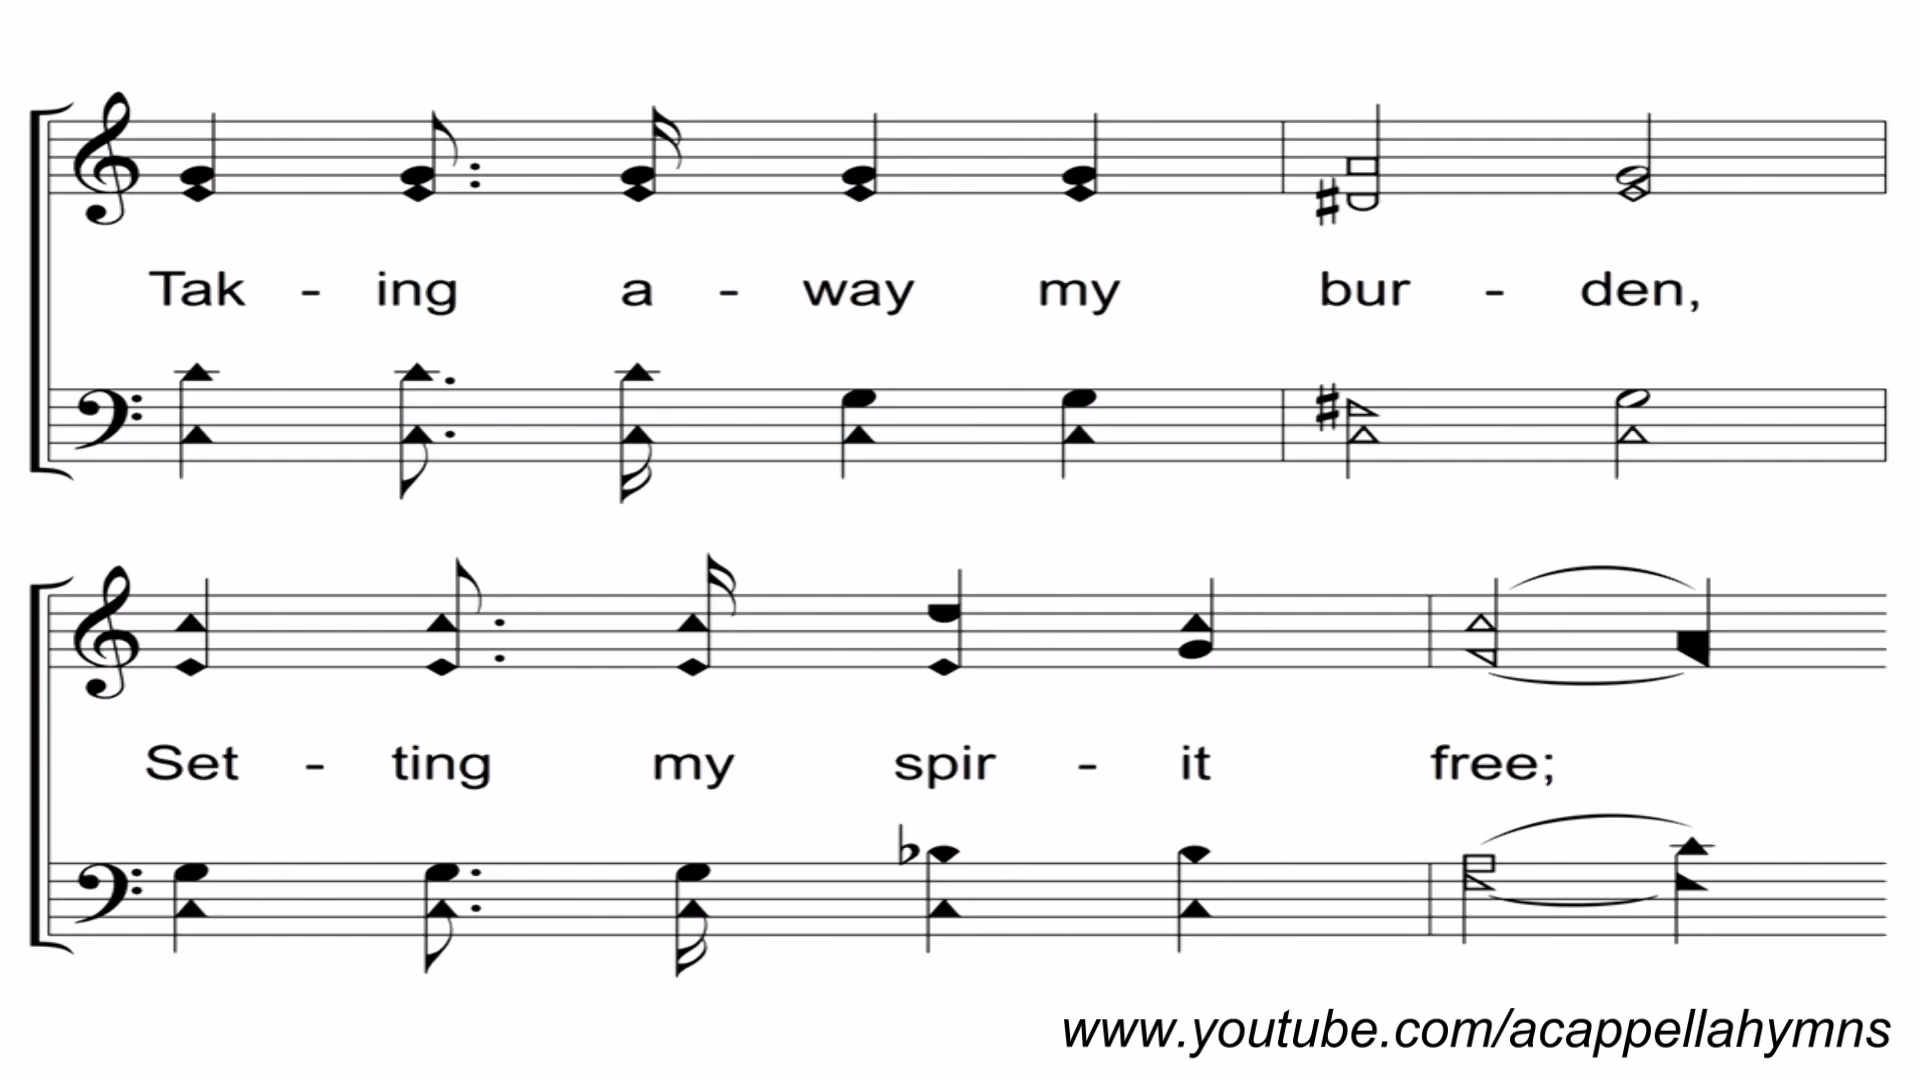 Tak - ing a - way my bur - den,
Set - ting my spir - it free;
www.youtube.com/acappellahymns